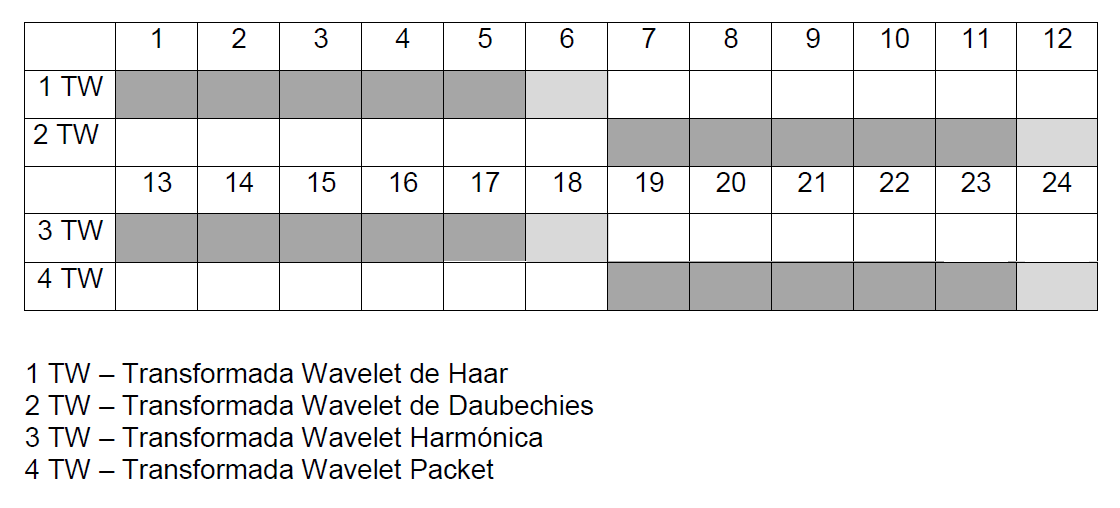 1 2 3 4 5 6 7 8 9 10 11 12
1 TW
2 TW
13 14 15 16 17 18 19 20 21 22 23 24
3 TW
4 TW
1 TW – Transformada Wavelet de Haar
2 TW – Transformada Wavelet de Daubechies
3 TW – Transformada Wavelet Harmónica
4 TW – Transformada Wavelet Packet